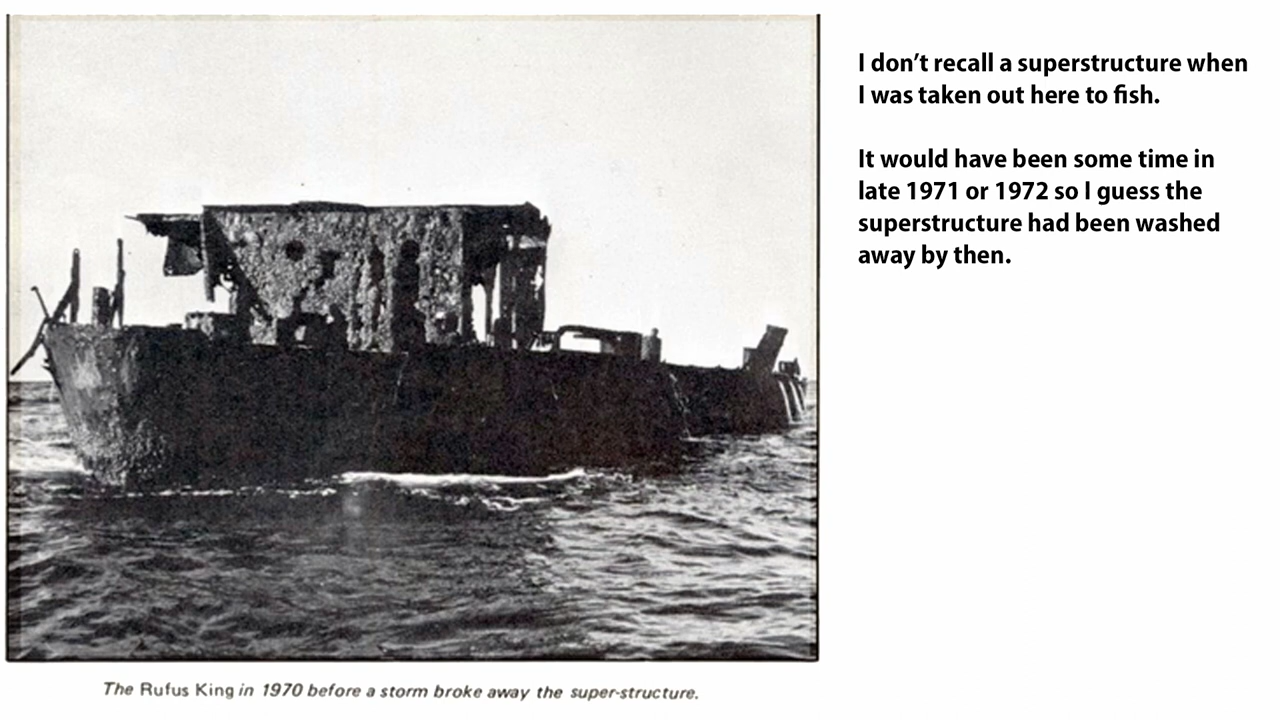 I don't recall a superstructure when
I was taken out here to fish.
It would have been some time in
late 1971 or 1972 so I guess the
superstructure had been washed
away by then.
The Rufus King in 1970 before a storm broke away the super-structure.